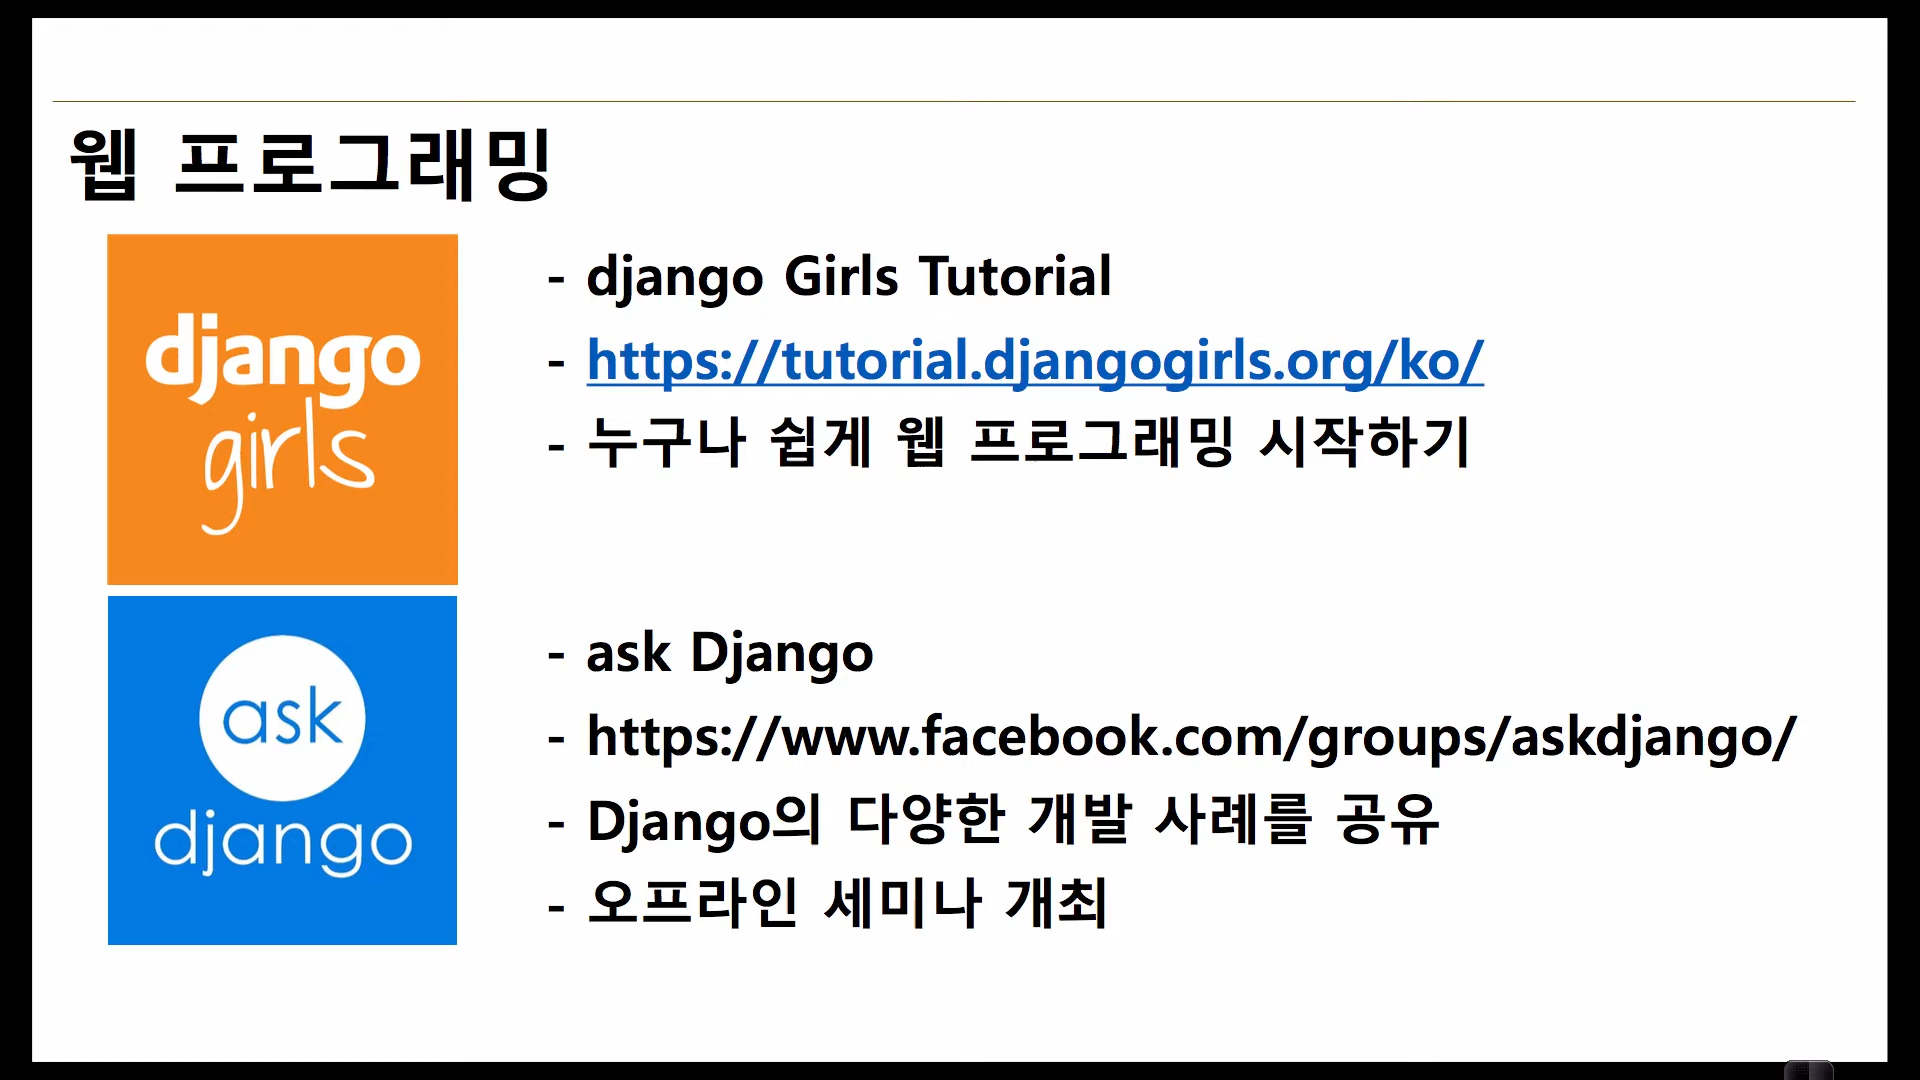 웹 프로그래밍
django
girls
- django Girls Tutorial
- https://tutorial.djangogirls.org/ko/
- 누구나 쉽게 웹 프로그래밍 시작하기
ask
django
- ask Django
- https://www.facebook.com/groups/askdjango/
- Django의 다양한 개발 사례를 공유
- 오프라인 세미나 개최